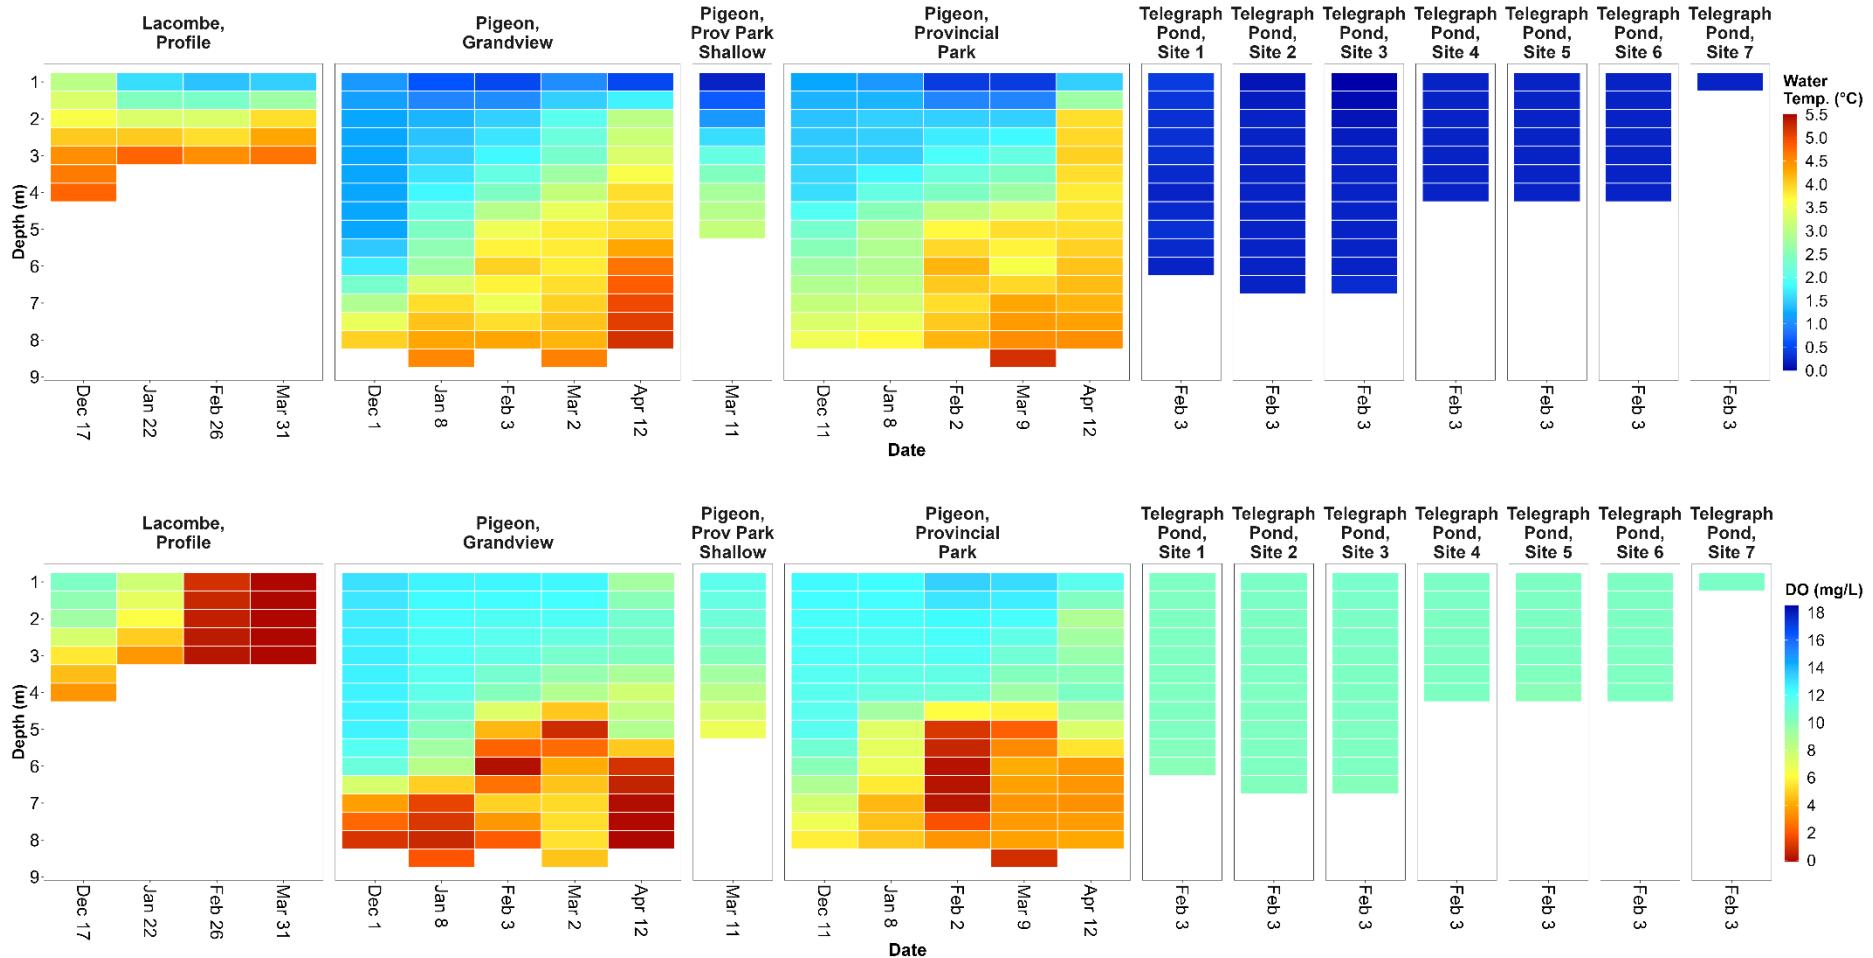 Lacombe,
Profile
Pigeon,
Grandview
Pigeon,
Prov Park
Shallow
Pigeon,
Provincial
Park
Telegraph
Pond,
Site 1
Telegraph
Pond,
Site 2
Telegraph
Pond,
Site 3
Telegraph
Pond,
Site 4
Telegraph
Pond,
Site 5
Telegraph
Pond,
Site 6
Telegraph
Pond,
Site 7
Depth (m)
1
2
3
4
5
6
7
8
9
Dec 17
Jan 22
Feb 26
Mar 31
Dec 1
Jan 8
Feb 3
Mar 2
Apr 12
Mar 11
Dec 11
Jan 8
Feb 2
Mar 9
Apr 12
Feb 3
Feb 3
Feb 3
Feb 3
Feb 3
Feb 3
Feb 3
Date
Water
Temp. (°C)
5.5
5.0
4.5
4.0
3.5
3.0
2.5
2.0
1.5
1.0
0.5
0.0
Lacombe,
Profile
Pigeon,
Grandview
Pigeon,
Prov Park
Shallow
Pigeon,
Provincial
Park
Telegraph
Pond,
Site 1
Telegraph
Pond,
Site 2
Telegraph
Pond,
Site 3
Telegraph
Pond,
Site 4
Telegraph
Pond,
Site 5
Telegraph
Pond,
Site 6
Telegraph
Pond,
Site 7
Depth (m)
1
2
3
4
5
6
7
8
9
Dec 17
Jan 22
Feb 26
Mar 31
Dec 1
Jan 8
Feb 3
Mar 2
Apr 12
Mar 11
Dec 11
Jan 8
Feb 2
Mar 9
Apr 12
Feb 3
Feb 3
Feb 3
Feb 3
Feb 3
Feb 3
Feb 3
Date
DO (mg/L)
18
16
14
12
10
8
6
4
2
0